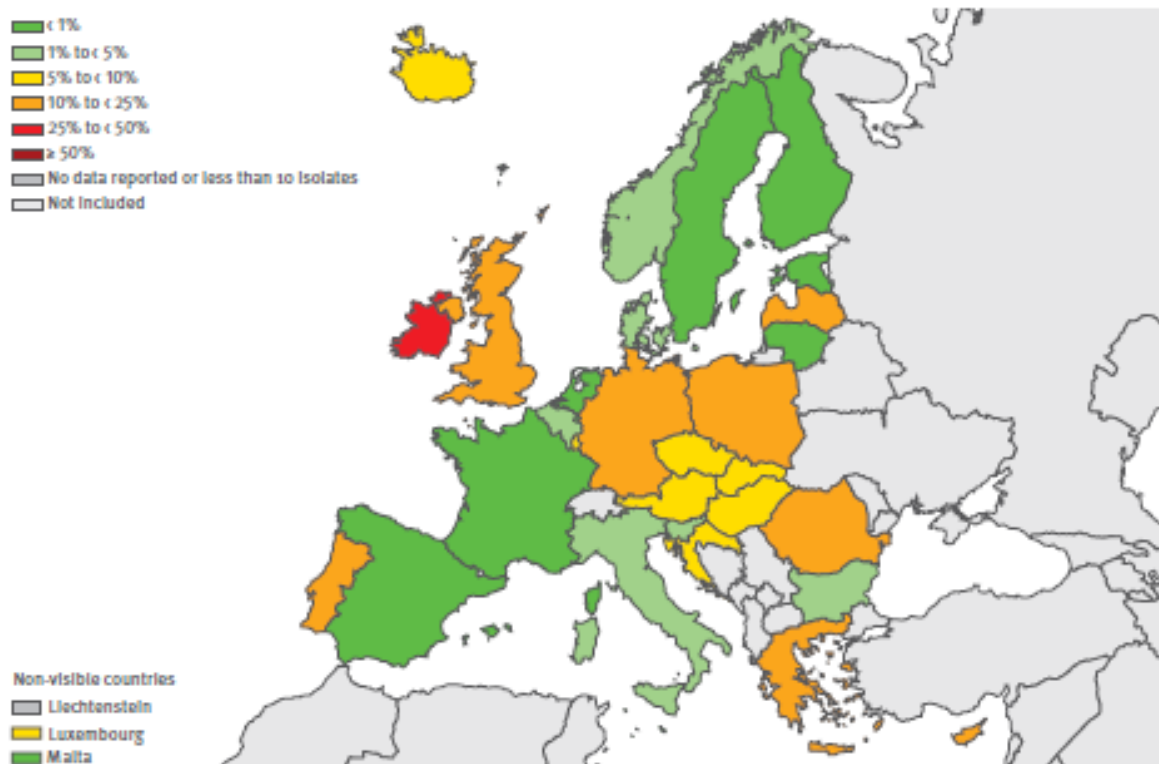 < 1%
1% to < 5%
5% to < 10%
10% to < 25%
25% to < 50%
≥ 50%
No data reported or less than 10 isolates
Not included
Non-visible countries
Liechtenstein
Luxembourg
Malta